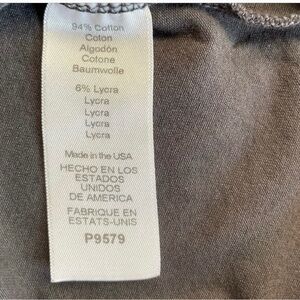 94% Cotton
Coton
Algodón
Cotone
Baumwolle
6% Lycra
Lycra
Lycra
Lycra
Lycra
Made in the USA
HECHO EN LOS
ESTADOS
UNIDOS
DE AMERICA
FABRIQUE EN
ESTATS-UNIS
P9579